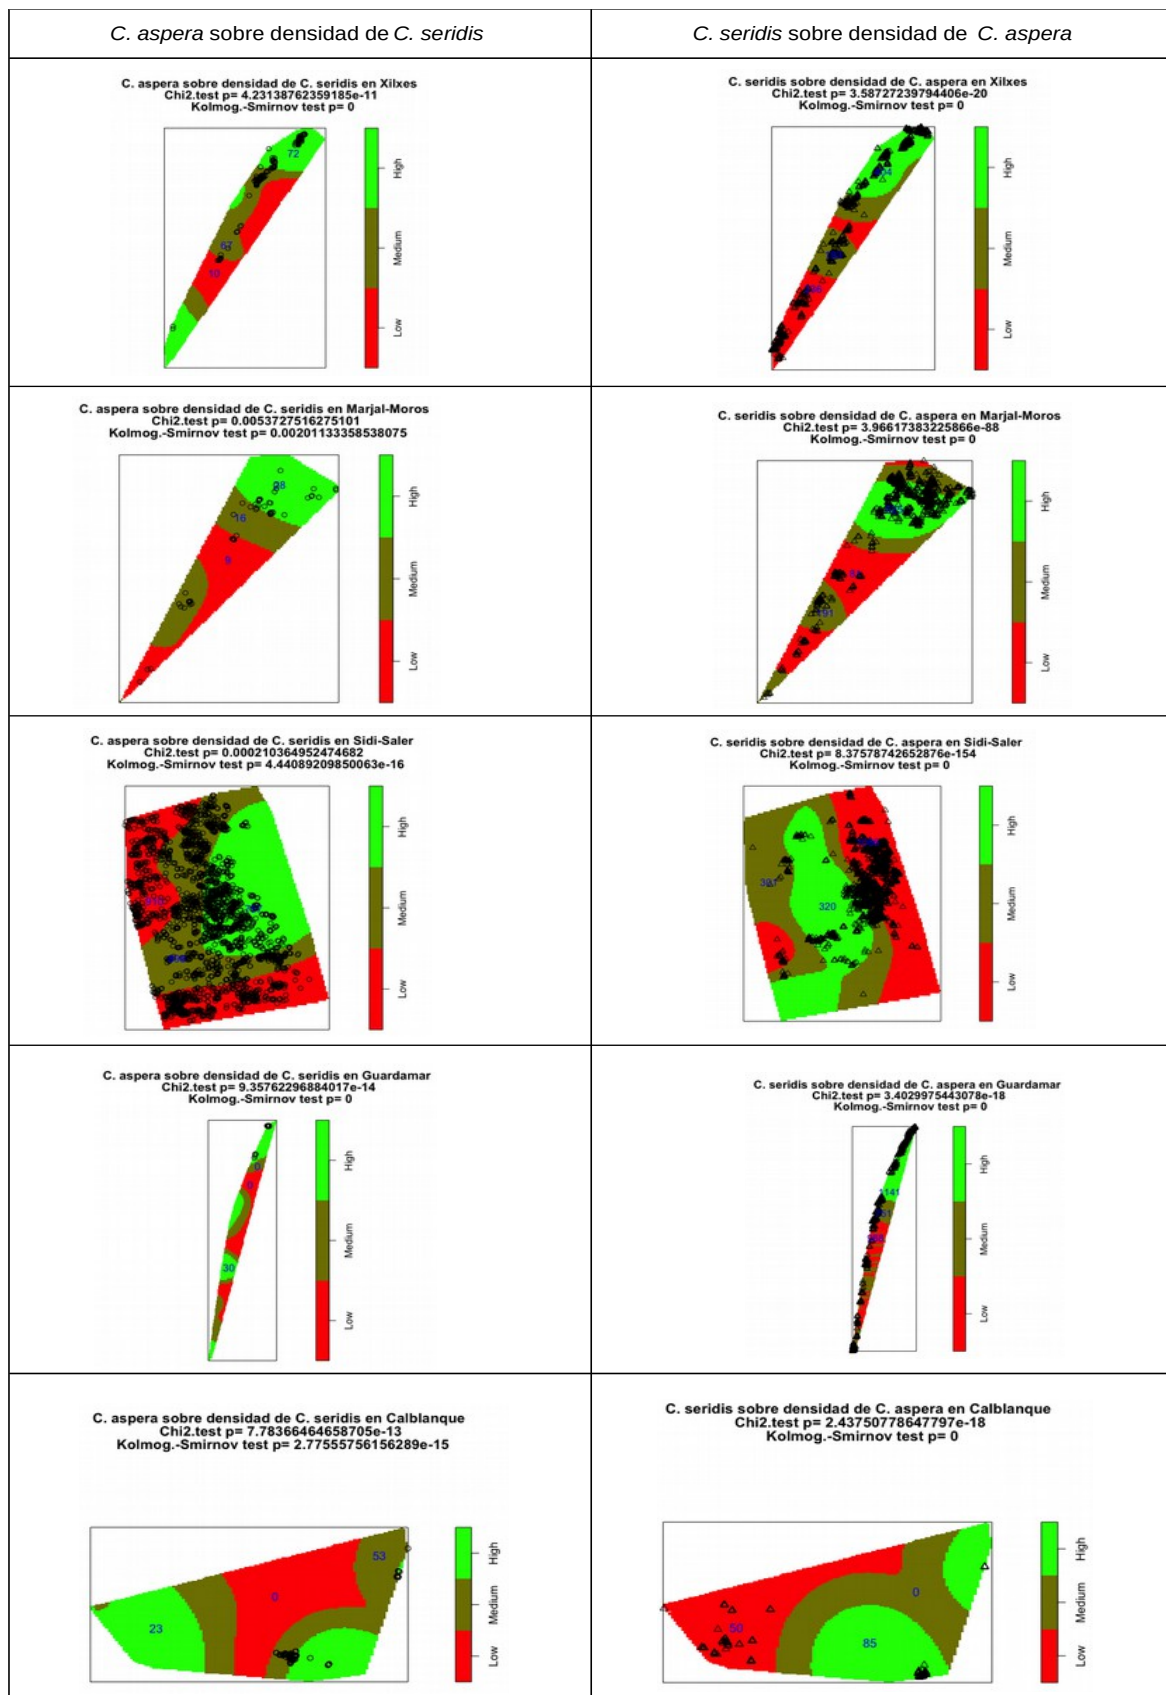 C. aspera sobre densidad de C. seridis
C. seridis sobre densidad de C. aspera
C. aspera sobre densidad de C. seridis en Xilxes
Chi2.test p= 4.23138762359185e-11
Kolmog.-Smirnov test p= 0
72
67
10
High
Medium
Low
C. seridis sobre densidad de C. aspera en Xilxes
Chi2.test p= 3.58727239794406e-20
Kolmog.-Smirnov test p= 0
High
Medium
Low
C. aspera sobre densidad de C. seridis en Marjal-Moros
Chi2.test p= 0.0053727516275101
Kolmog.-Smirnov test p= 0.00201133358538075
16
9
High
Medium
Low
C. seridis sobre densidad de C. aspera en Marjal-Moros
Chi2.test p= 3.96617383225866e-88
Kolmog.-Smirnov test p= 0
191
High
Medium
Low
C. aspera sobre densidad de C. seridis en Sidi-Saler
Chi2.test p= 0.000210364952474682
Kolmog.-Smirnov test p= 4.44089209850063e-16
High
Medium
Low
C. seridis sobre densidad de C. aspera en Sidi-Saler
Chi2.test p= 8.37578742652876e-154
Kolmog.-Smirnov test p= 0
320
High
Medium
Low
C. aspera sobre densidad de C. seridis en Guardamar
Chi2.test p= 9.35762296884017e-14
Kolmog.-Smirnov test p= 0
0
0
30
High
Medium
Low
C. seridis sobre densidad de C. aspera en Guardamar
Chi2.test p= 3.4029975443078e-18
Kolmog.-Smirnov test p= 0
1141
High
Medium
Low
C. aspera sobre densidad de C. seridis en Calblanque
Chi2.test p= 7.78366464658705e-13
Kolmog.-Smirnov test p= 2.77555756156289e-15
53
0
23
High
Medium
Low
C. seridis sobre densidad de C. aspera en Calblanque
Chi2.test p= 2.43750778647797e-18
Kolmog.-Smirnov test p= 0
0
50
85
High
Medium
Low